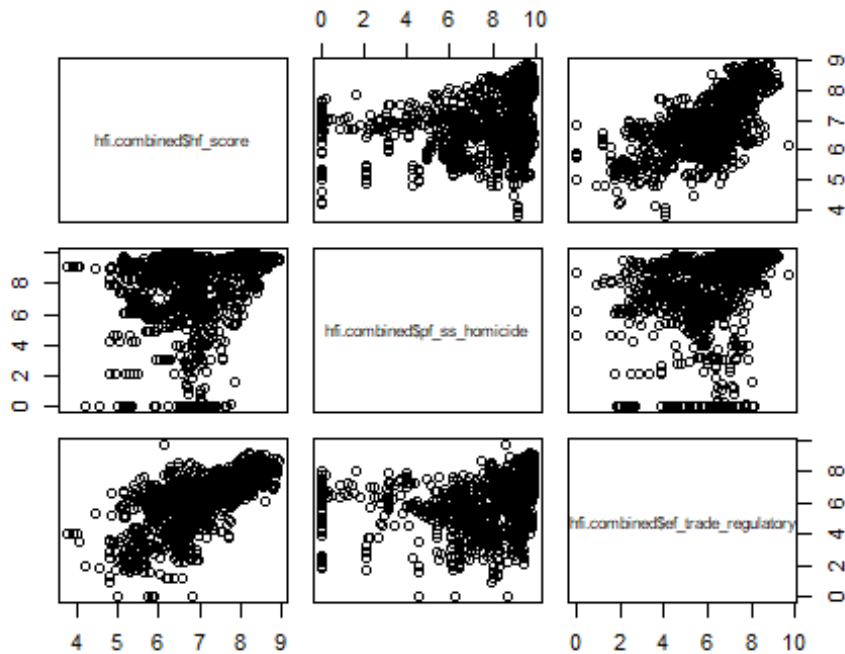 0 2 4 6 8 10
hfi.combined$hf_score
9
8
7
6
5
4
8
6
4
2
0
hfi.combined$pf_ss_homicide
hfi.combined$ef_trade_regulatory
8
6
4
2
0
4 5 6 7 8 9
0 2 4 6 8 10